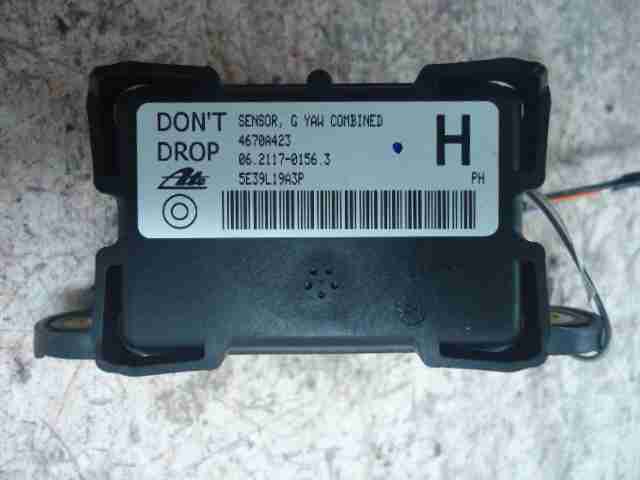 DON'T DROP
SENSOR, G YAW COMBINED
4670A423
06.2117-0156.3
Ate
5E39L19A3P
H
PH